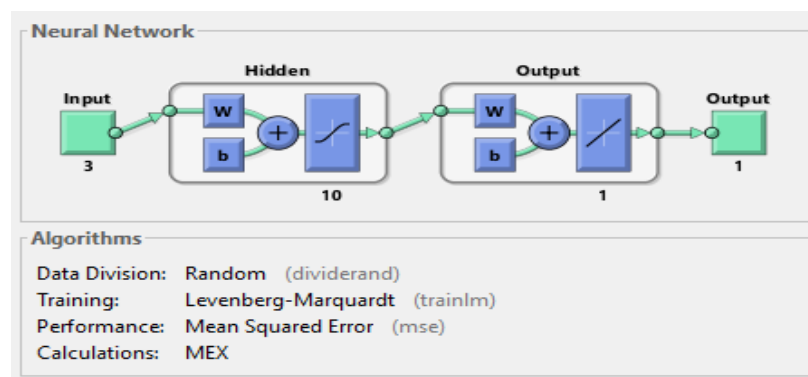 Neural Network
Hidden
Output
Input
Output
W
+
b
W
+
b
3
10
1
1
Algorithms
Data Division: Random (dividerand)
Training: Levenberg-Marquardt (trainlm)
Performance: Mean Squared Error (mse)
Calculations: MEX